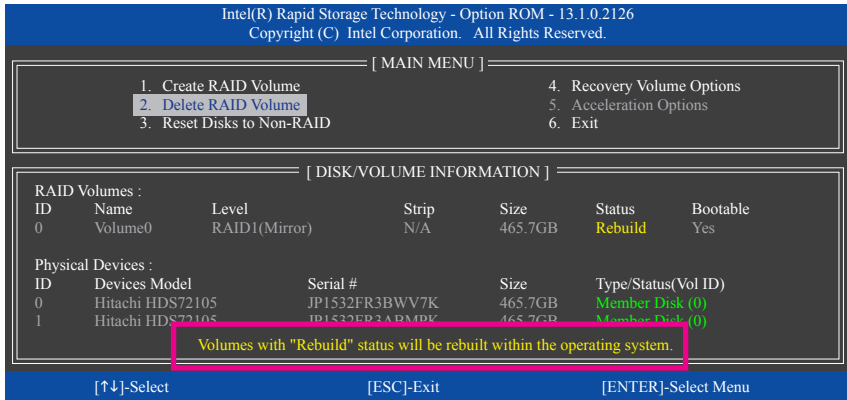 Intel(R) Rapid Storage Technology - Option ROM - 13.1.0.2126
Copyright (C) Intel Corporation. All Rights Reserved.
[ MAIN MENU ]
1. Create RAID Volume
2. Delete RAID Volume
3. Reset Disks to Non-RAID
4. Recovery Volume Options
5. Acceleration Options
6. Exit
[ DISK/VOLUME INFORMATION ]
RAID Volumes :
ID Name Level Strip Size Status Bootable
0 Volume0 RAID1(Mirror) N/A 465.7GB Rebuild Yes
Physical Devices :
ID Devices Model Serial # Size Type/Status(Vol ID)
0 Hitachi HDS72105 JP1532FR3BWV7K 465.7GB Member Disk (0)
1 Hitachi HDS72105 JP1532FR3ABMPK 465.7GB Member Disk (0)
Volumes with "Rebuild" status will be rebuilt within the operating system.
[↑↓]-Select [ESC]-Exit [ENTER]-Select Menu